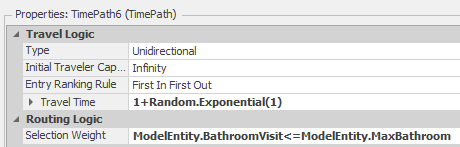 Properties: TimePath6 (TimePath)
Travel Logic
Type Unidirectional
Initial Traveler Cap... Infinity
Entry Ranking Rule First In First Out
Travel Time 1+Random.Exponential(1)
Routing Logic
Selection Weight ModelEntity.BathroomVisit<=ModelEntity.MaxBathroom